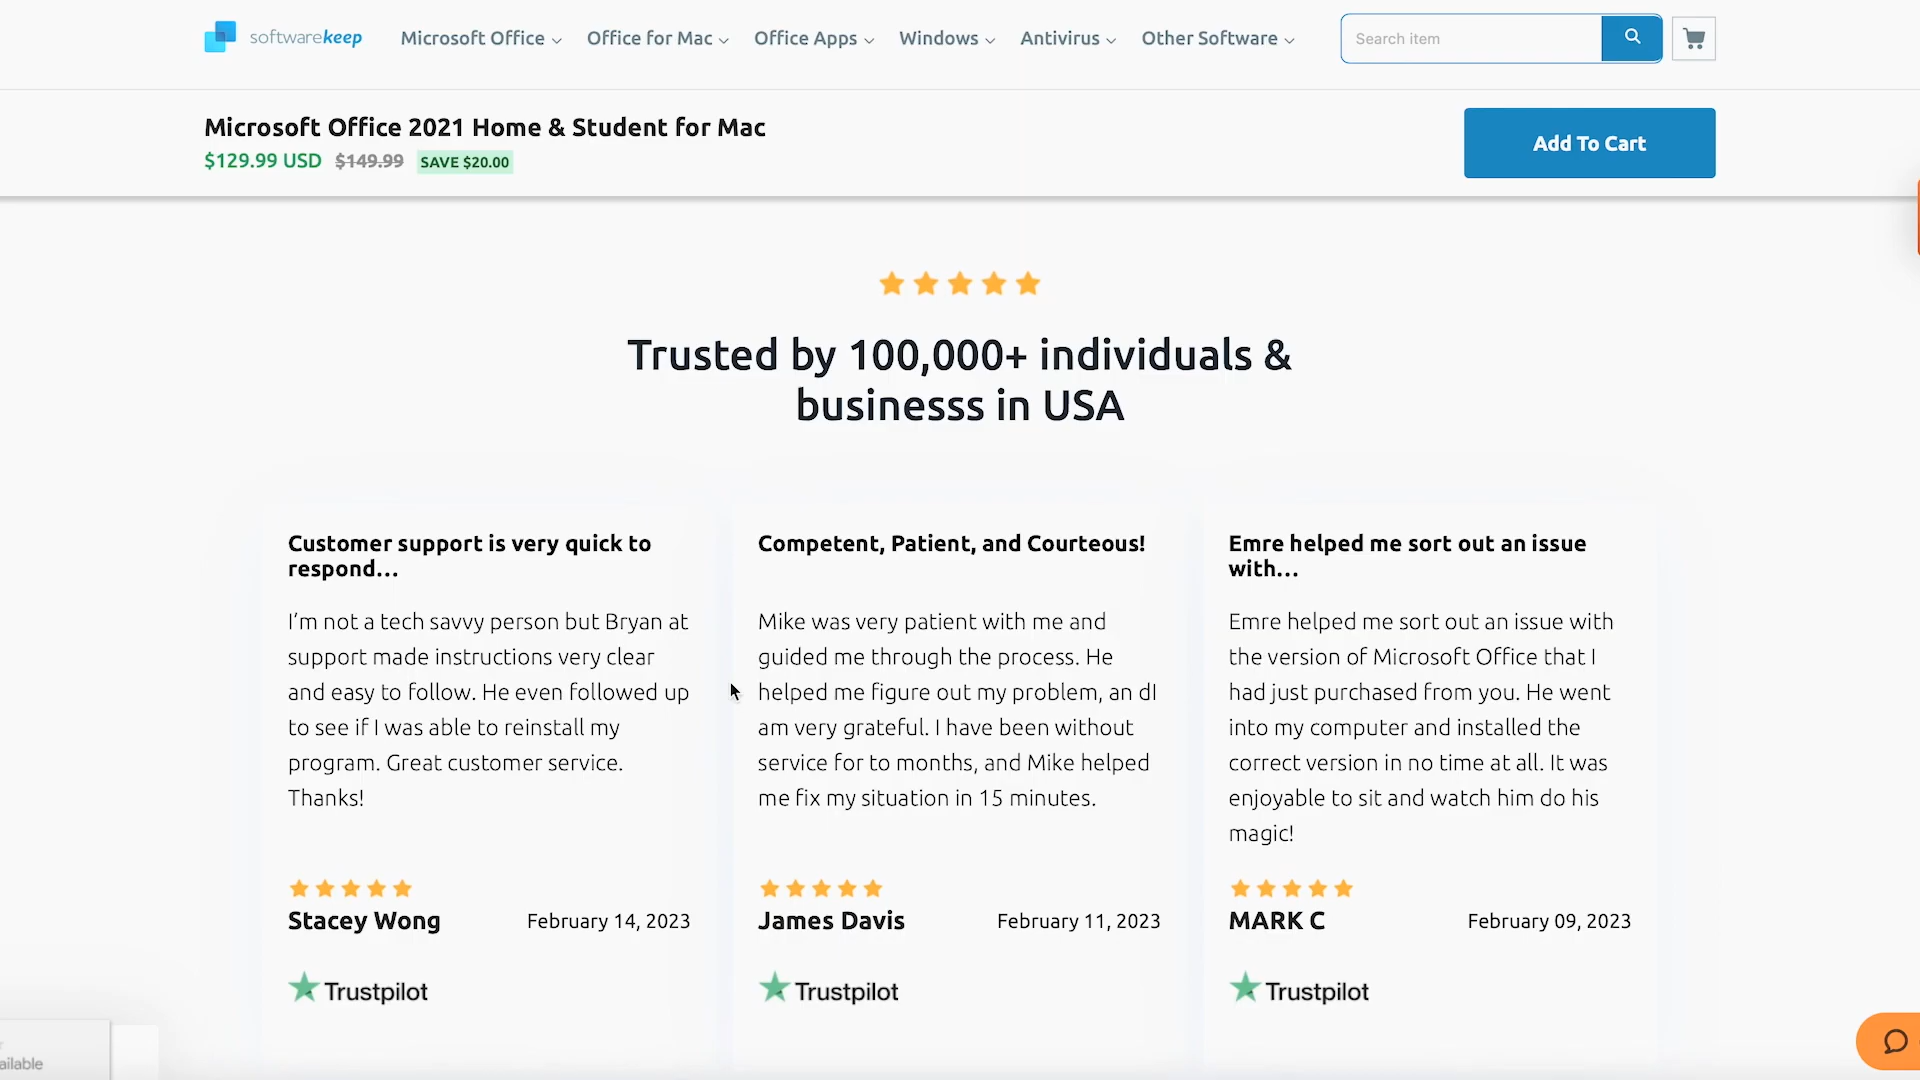 softwarekeep
Microsoft Office
Office for Mac
Office Apps
Windows
Antivirus
Other Software
Search item
Microsoft Office 2021 Home & Student for Mac
$129.99 USD $149.99 SAVE $20.00
Add To Cart
Trusted by 100,000+ individuals &
businesss in USA
Customer support is very quick to
respond...
I'm not a tech savvy person but Bryan at
support made instructions very clear
and easy to follow. He even followed up
to see if I was able to reinstall my
program. Great customer service.
Thanks!
Stacey Wong
February 14, 2023
Trustpilot
Competent, Patient, and Courteous!
Mike was very patient with me and
guided me through the process. He
helped me figure out my problem, an dI
am very grateful. I have been without
service for to months, and Mike helped
me fix my situation in 15 minutes.
James Davis
February 11, 2023
Trustpilot
Emre helped me sort out an issue
with...
Emre helped me sort out an issue with
the version of Microsoft Office that I
had just purchased from you. He went
into my computer and installed the
correct version in no time at all. It was
enjoyable to sit and watch him do his
magic!
MARK C
February 09, 2023
Trustpilot
ailable